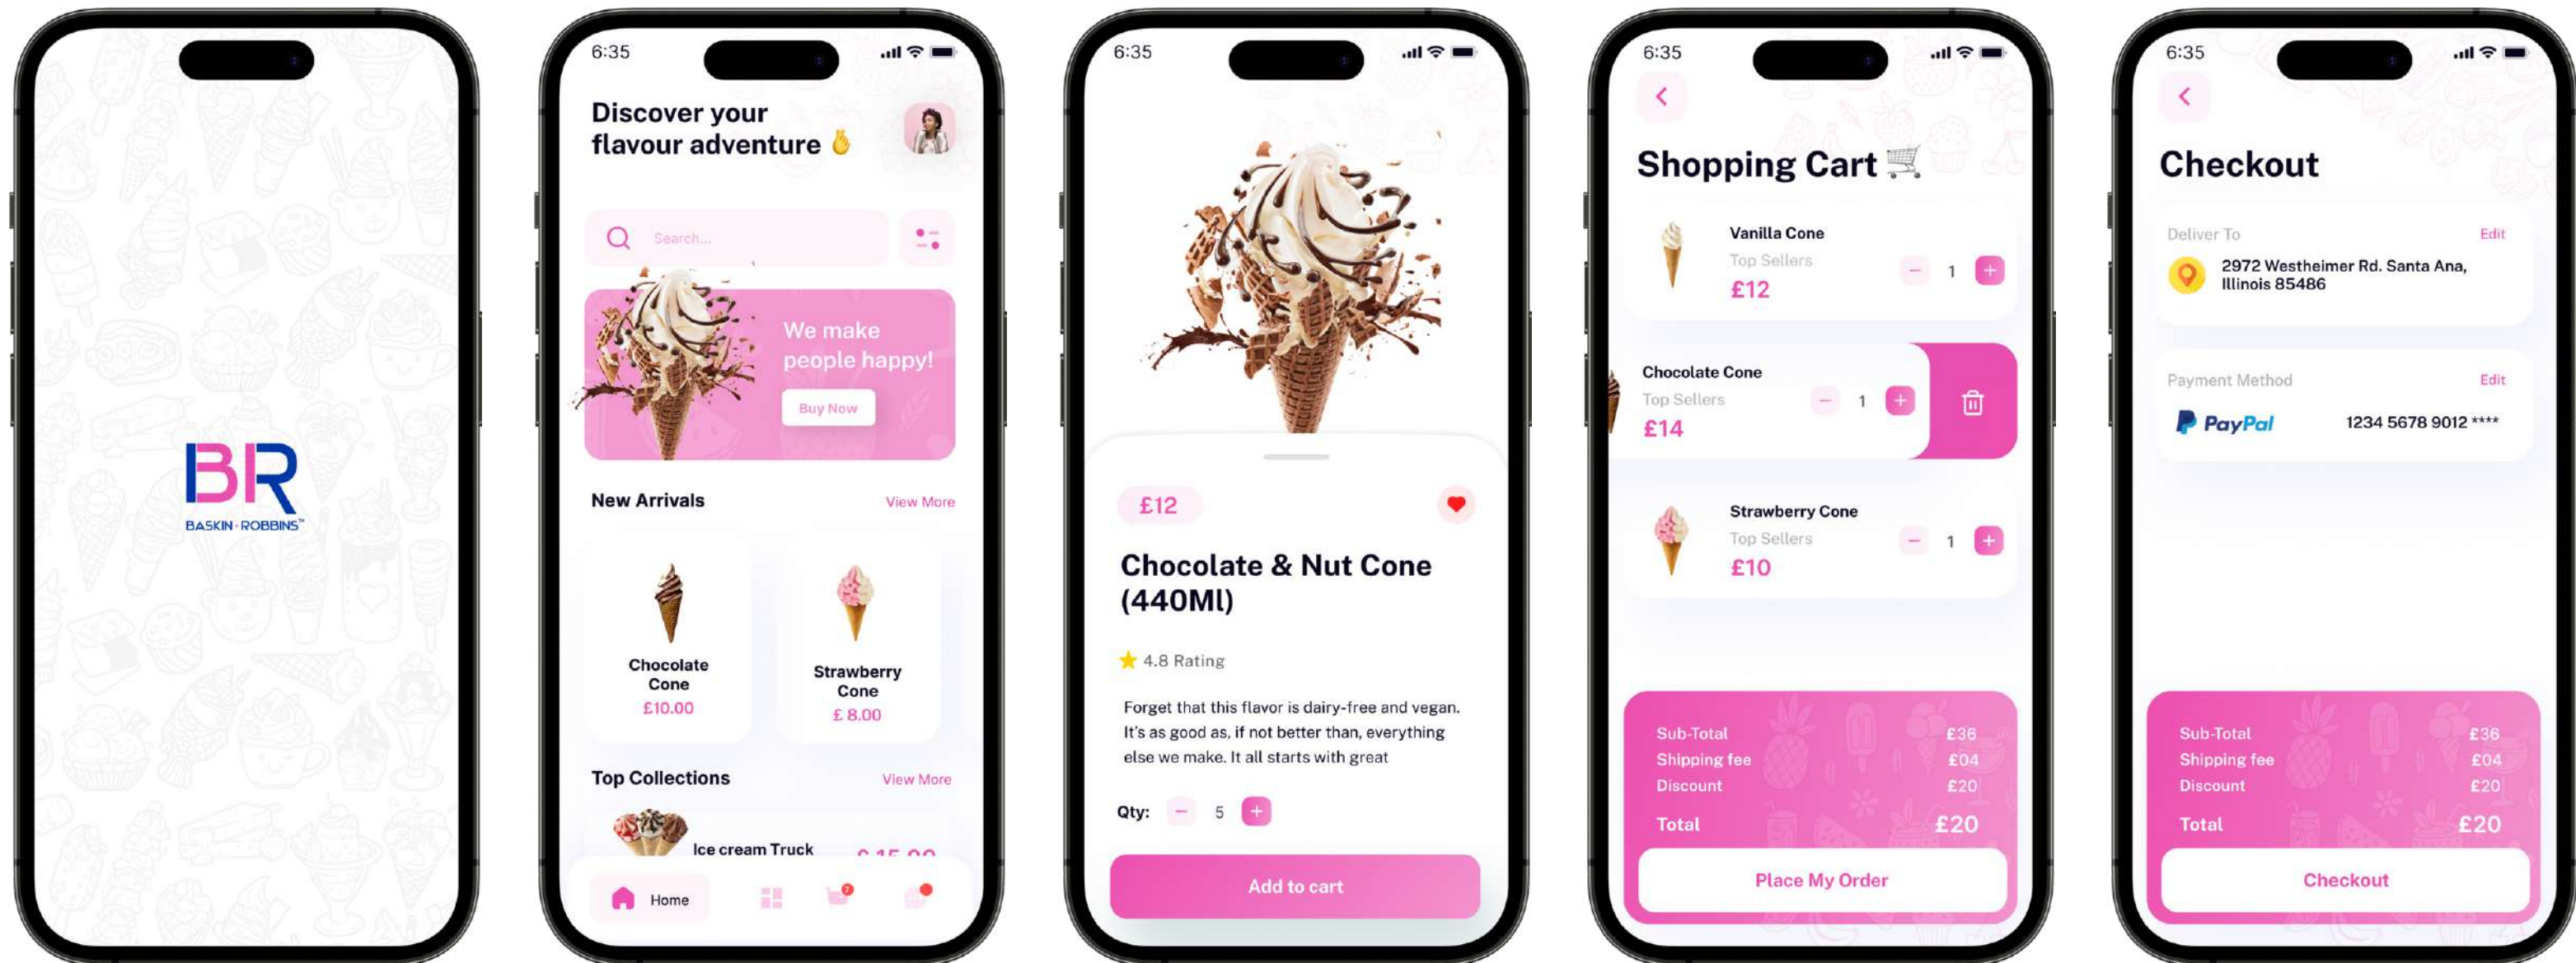 BR
BASKIN-ROBBINS™
6:35
Discover your
flavour adventure
Search...
We make
people happy!
Buy Now
New Arrivals
View More
Chocolate
Cone
£10.00
Strawberry
Cone
£ 8.00
Top Collections
View More
Ice cream Truck
£ 15.00
Home
7
6:35
£12
Chocolate & Nut Cone
(440Ml)
4.8 Rating
Forget that this flavor is dairy-free and vegan.
It's as good as, if not better than, everything
else we make. It all starts with great
Qty:
5
Add to cart
6:35
Shopping Cart
Vanilla Cone
Top Sellers
£12
1
Chocolate Cone
Top Sellers
£14
1
Strawberry Cone
Top Sellers
£10
1
Sub-Total £36
Shipping fee £04
Discount £20
Total £20
Place My Order
6:35
Checkout
Deliver To
Edit
2972 Westheimer Rd. Santa Ana,
Illinois 85486
Payment Method
Edit
PayPal
1234 5678 9012 ****
Sub-Total £36
Shipping fee £04
Discount £20
Total £20
Checkout